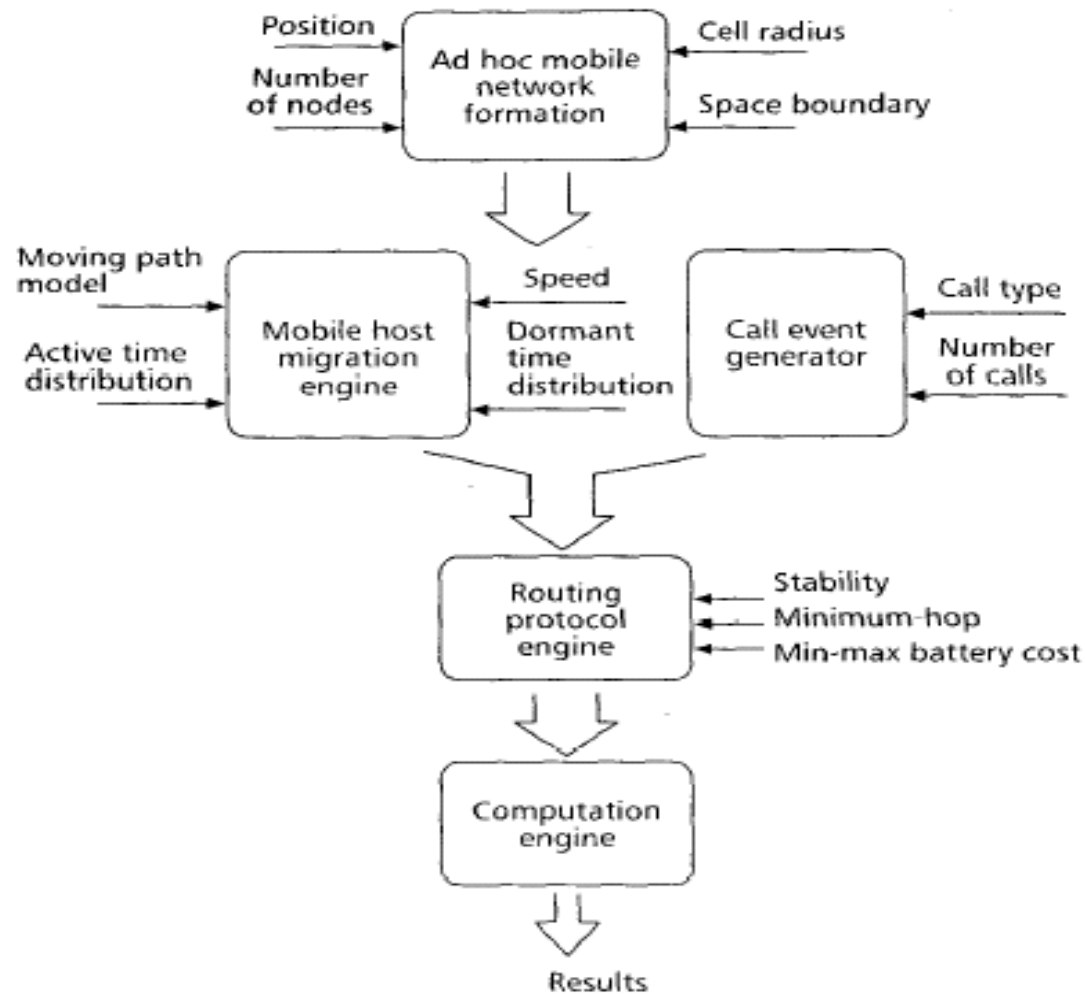 Position
Number
of nodes
Ad hoc mobile
network
formation
Cell radius
Space boundary
Moving path
model
Active time
distribution
Mobile host
migration
engine
Speed
Dormant
time
distribution
Call event
generator
Call type
Number
of calls
Routing
protocol
engine
Stability
Minimum-hop
Min-max battery cost
Computation
engine
Results